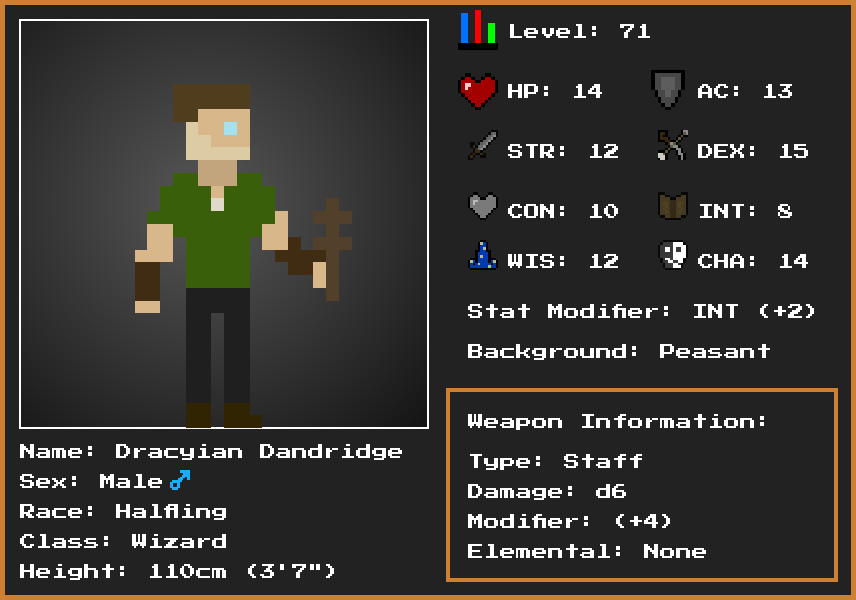 Level: 71
HP: 14 AC: 13
STR: 12 DEX: 15
CON: 10 INT: 8
WIS: 12 CHA: 14
Stat Modifier: INT (+2)
Background: Peasant
Weapon Information:
Type: Staff
Damage: d6
Modifier: (+4)
Elemental: None
Name: Dracyian Dandridge
Sex: Male ♂
Race: Halfling
Class: Wizard
Height: 110cm (3'7")